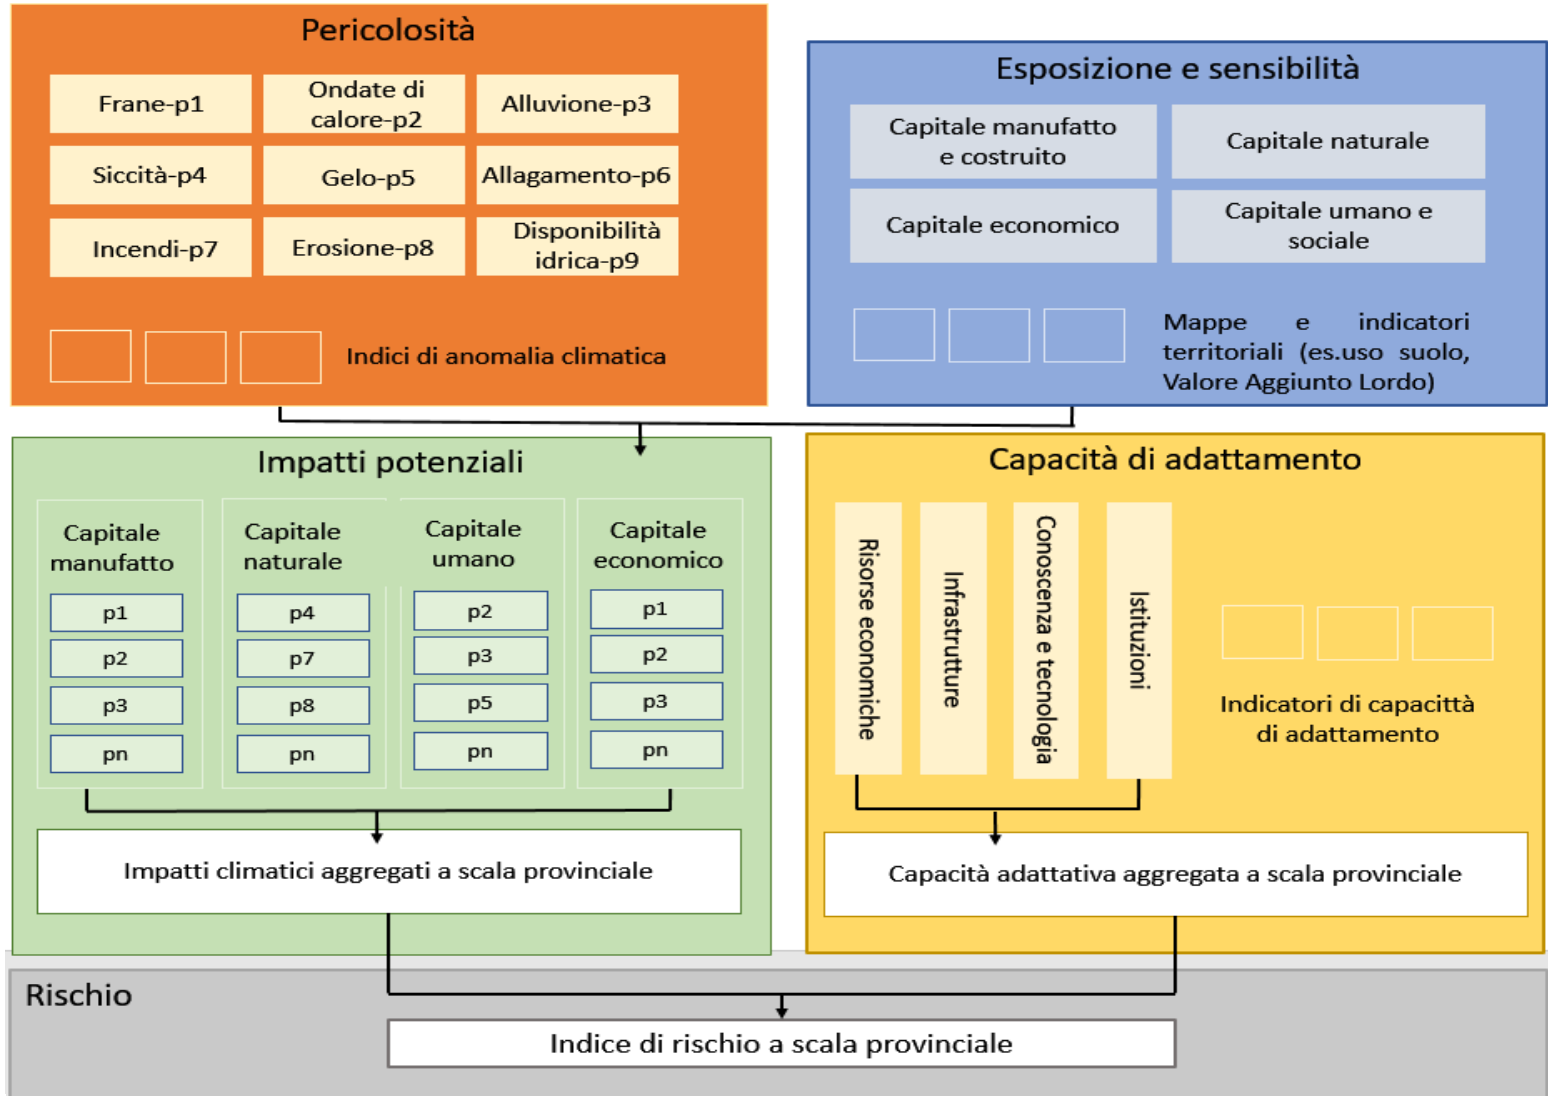 Pericolosità
Frane-p1
Ondate di
calore-p2
Alluvione-p3
Siccità-p4
Gelo-p5
Allagamento-p6
Incendi-p7
Erosione-p8
Disponibilità
idrica-p9
Indici di anomalia climatica
Esposizione e sensibilità
Capitale manufatto
e costruito
Capitale naturale
Capitale economico
Capitale umano e
sociale
Mappe e indicatori
territoriali (es.uso suolo,
Valore Aggiunto Lordo)
Impatti potenziali
Capitale
manufatto
p1
p2
p3
pn
Capitale
naturale
p4
p7
p8
pn
Capitale
umano
p2
p3
p5
pn
Capitale
economico
p1
p2
p3
pn
Impatti climatici aggregati a scala provinciale
Capacità di adattamento
Risorse economiche
Infrastrutture
Conoscenza e tecnologia
Istituzioni
Indicatori di capacittà
di adattamento
Capacità adattativa aggregata a scala provinciale
Rischio
Indice di rischio a scala provinciale